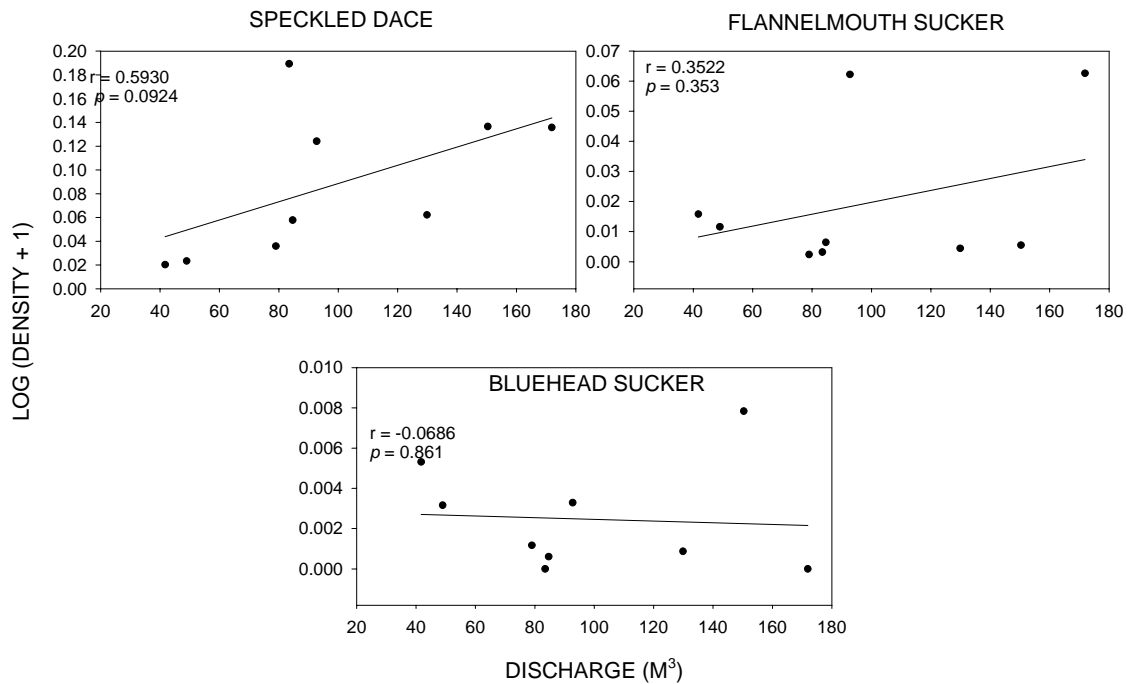 SPECKLED DACE
FLANNELMOUTH SUCKER
r = 0.5930
p = 0.0924
0.20
0.18
0.16
0.14
0.12
0.10
0.08
0.06
0.04
0.02
0.00
20 40 60 80 100 120 140 160 180
r = 0.3522
p = 0.353
0.07
0.06
0.05
0.04
0.03
0.02
0.01
0.00
20 40 60 80 100 120 140 160 180
LOG (DENSITY + 1)
BLUEHEAD SUCKER
r = -0.0686
p = 0.861
0.010
0.008
0.006
0.004
0.002
0.000
20 40 60 80 100 120 140 160 180
DISCHARGE (M³)